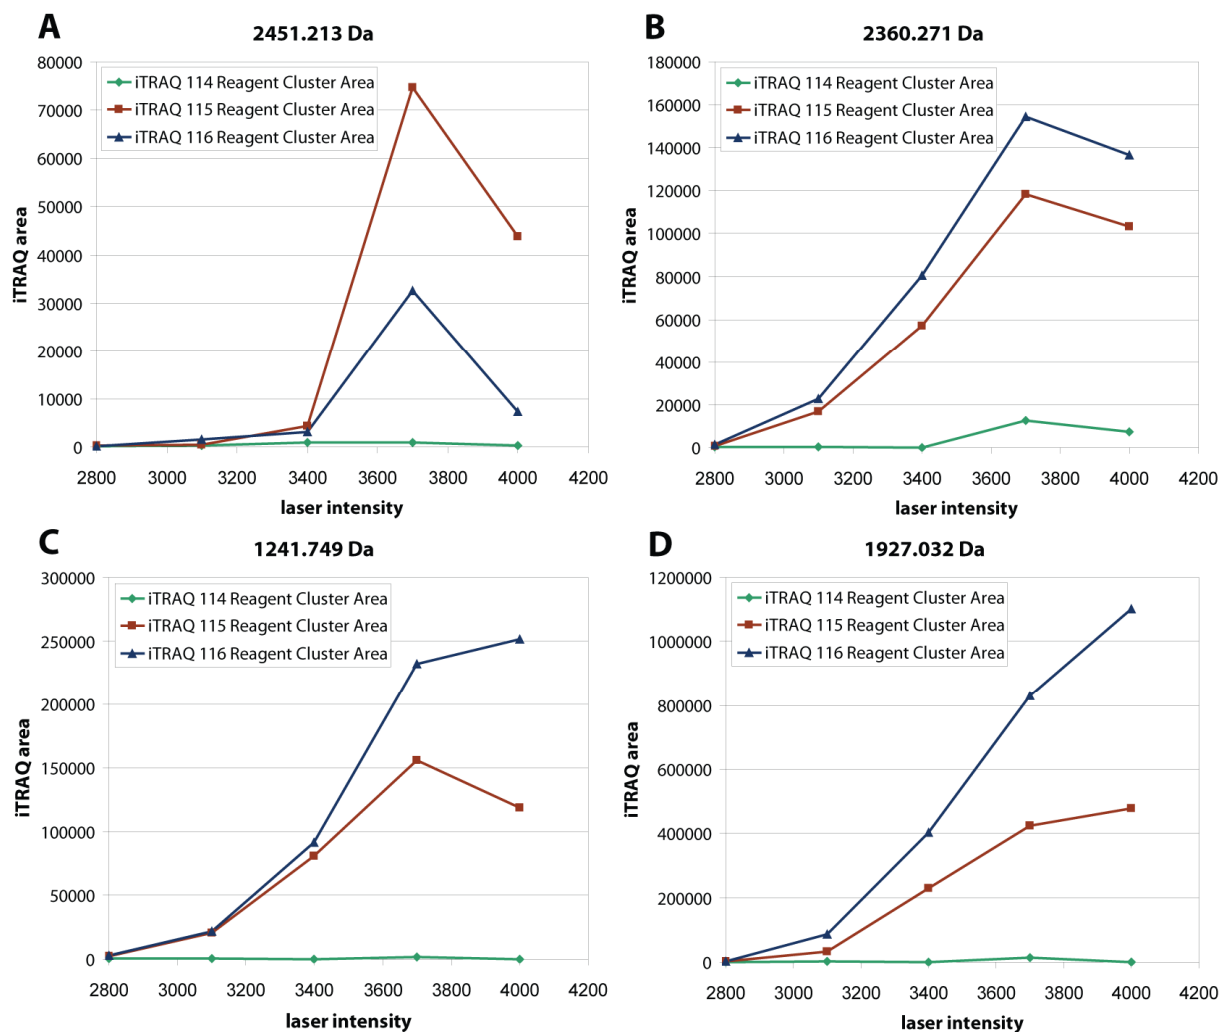 A
2451.213 Da
80000
70000
60000
50000
40000
30000
20000
10000
0
iTRAQ area
iTRAQ 114 Reagent Cluster Area
iTRAQ 115 Reagent Cluster Area
iTRAQ 116 Reagent Cluster Area
2800 3000 3200 3400 3600 3800 4000 4200
laser intensity
B
2360.271 Da
180000
160000
140000
120000
100000
80000
60000
40000
20000
0
iTRAQ area
iTRAQ 114 Reagent Cluster Area
iTRAQ 115 Reagent Cluster Area
iTRAQ 116 Reagent Cluster Area
2800 3000 3200 3400 3600 3800 4000 4200
laser intensity
C
1241.749 Da
300000
250000
200000
150000
100000
50000
0
iTRAQ area
iTRAQ 114 Reagent Cluster Area
iTRAQ 115 Reagent Cluster Area
iTRAQ 116 Reagent Cluster Area
2800 3000 3200 3400 3600 3800 4000 4200
laser intensity
D
1927.032 Da
1200000
1000000
800000
600000
400000
200000
0
iTRAQ area
iTRAQ 114 Reagent Cluster Area
iTRAQ 115 Reagent Cluster Area
iTRAQ 116 Reagent Cluster Area
2800 3000 3200 3400 3600 3800 4000 4200
laser intensity